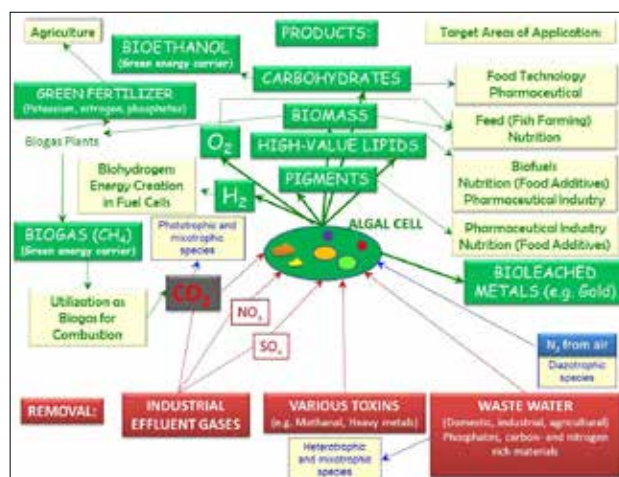 Agriculture
BIOETHANOL
(Green energy carrier)
PRODUCTS:
Target Areas of Application:
GREEN FERTILIZER
(Potassium, nitrogen, phosphates)
CARBOHYDRATES
Food Technology
Pharmaceutical
BIOMASS
Feed (Fish Farming)
Nutrition
Biogas Plants
O2
HIGH-VALUE LIPIDS
Biohydrogen:
Energy Creation
in Fuel Cells
H2
PIGMENTS
Biofuels
Nutrition (Food Additives)
Pharmaceutical Industry
Phototrophic and
mixotrophic
species
ALGAL CELL
Pharmaceutical Industry
Nutrition (Food Additives)
BIOGAS (CH4)
(Green energy carrier)
BIOLEACHED
METALS (e.g. Gold)
Utilization as
Biogas for
Combustion
CO2
NOx
SOx
N2 from air
Diazotrophic
species
REMOVAL:
INDUSTRIAL
EFFLUENT GASES
VARIOUS TOXINS
(e.g. Methanal, Heavy metals)
Heterotrophic
and mixotrophic
species
WASTE WATER
(Domestic, industrial, agricultural)
Phosphates, carbon- and nitrogen
rich materials